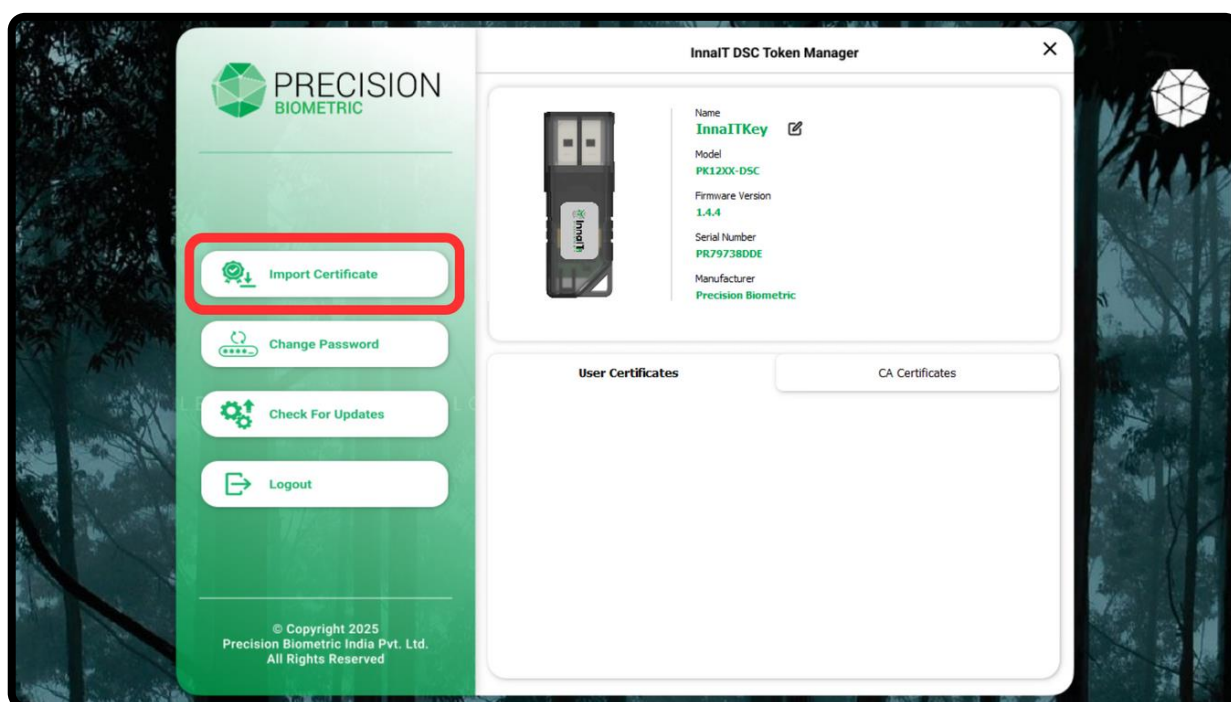 PRECISION
BIOMETRIC
Import Certificate
Change Password
Check For Updates
Logout
© Copyright 2025
Precision Biometric India Pvt. Ltd.
All Rights Reserved
InnaIT DSC Token Manager
InnaIT
Name
InnaITKey
Model
PK12XX-DSC
Firmware Version
1.4.4
Serial Number
PR79738DDE
Manufacturer
Precision Biometric
User Certificates
CA Certificates